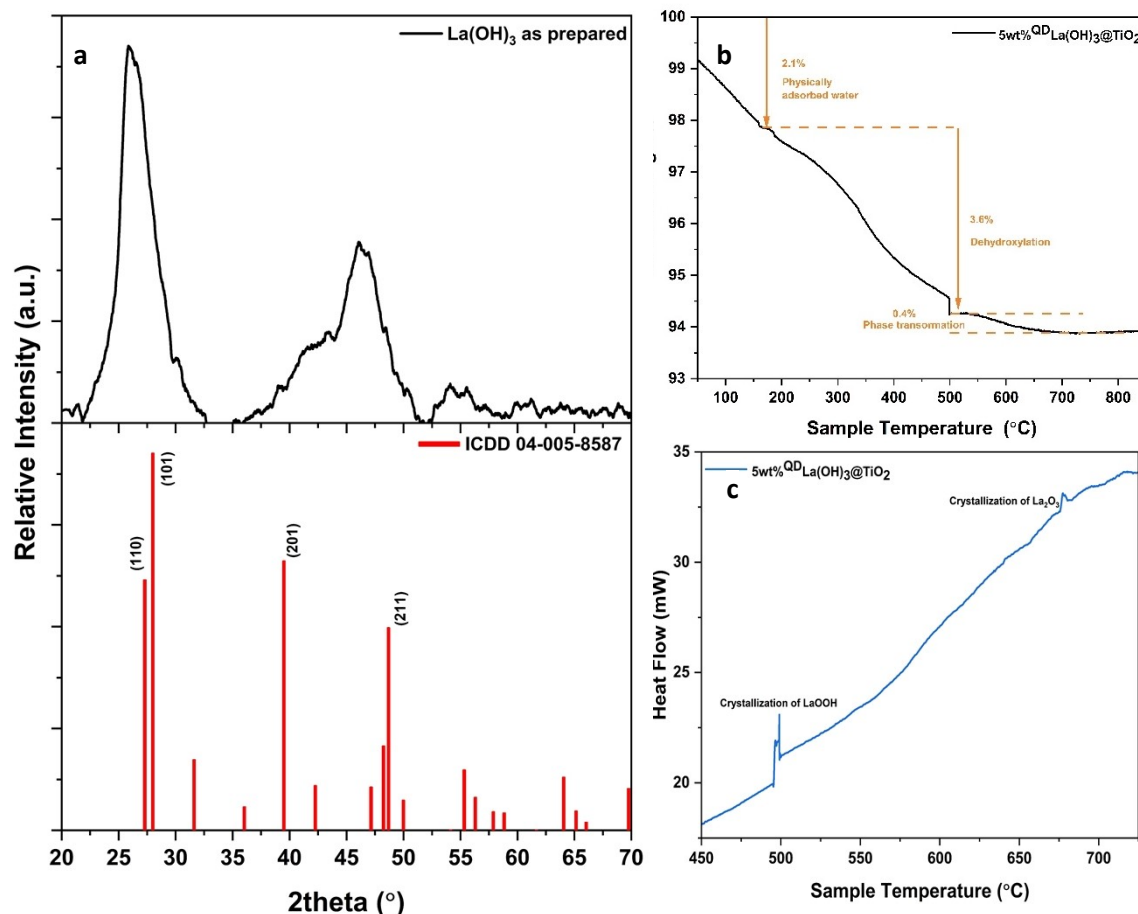 a
La(OH)3 as prepared
Relative Intensity (a.u.)
ICDD 04-005-8587
(110)
(101)
(201)
(211)
20 25 30 35 40 45 50 55 60 65 70
2theta (°)
b
5wt%QDLa(OH)3@TiO2
100
99
98
97
96
95
94
93
2.1%
Physically
adsorbed water
3.6%
Dehydroxylation
0.4%
Phase transormation
50 100 200 300 400 500 600 700 800
Sample Temperature (°C)
c
5wt%QDLa(OH)3@TiO2
35
30
25
20
Heat Flow (mW)
Crystallization of LaOOH
Crystallization of La2O3
450 500 550 600 650 700
Sample Temperature (°C)